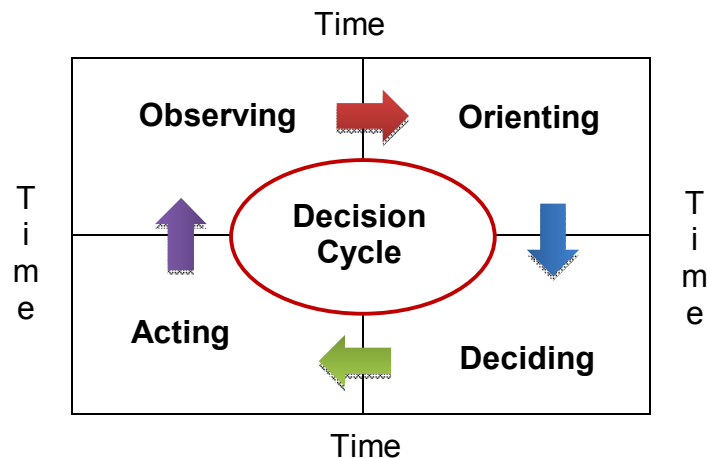 Time
Observing
Orienting
T
i
m
e
Decision
Cycle
T
i
m
e
Acting
Deciding
Time